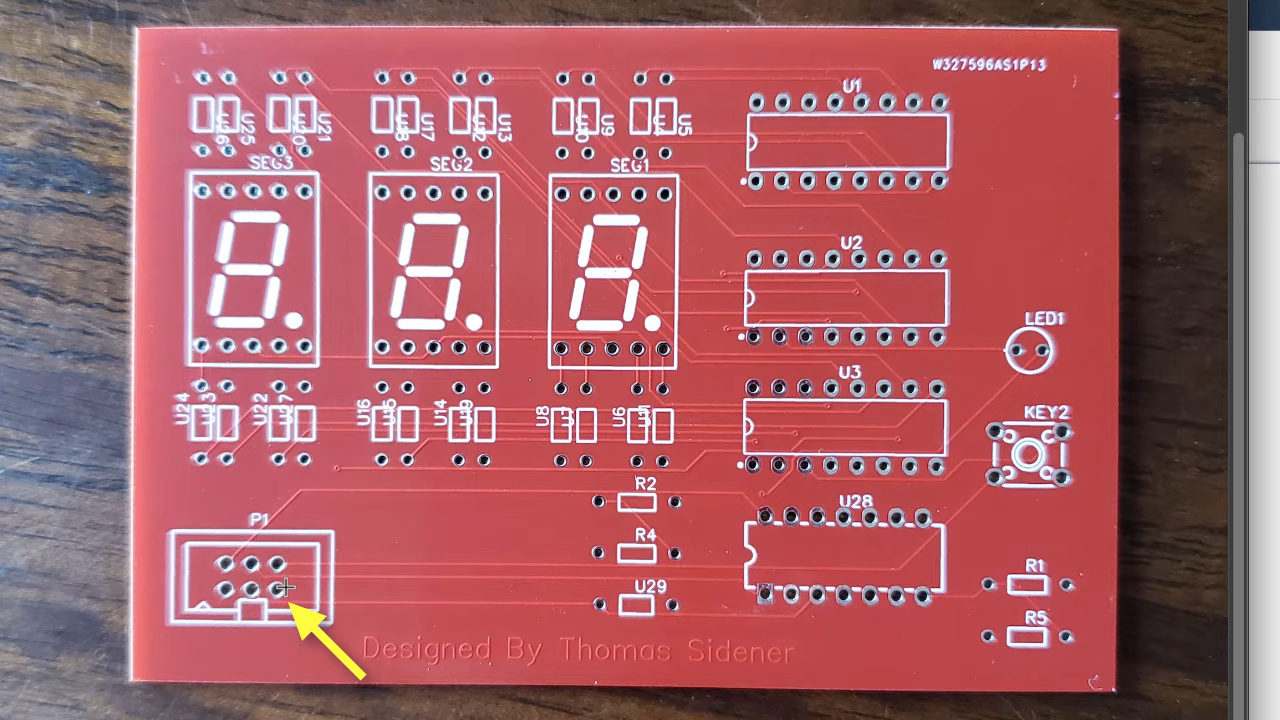 W327596AS1P13
U1
U25
U21
U17
U13
U9
U5
SEG3
SEG2
SEG1
U2
LED1
U3
U24
U22
U16
U14
U8
U6
KEY2
R2
U28
P1
R4
R1
U29
R5
Designed By Thomas Sidener